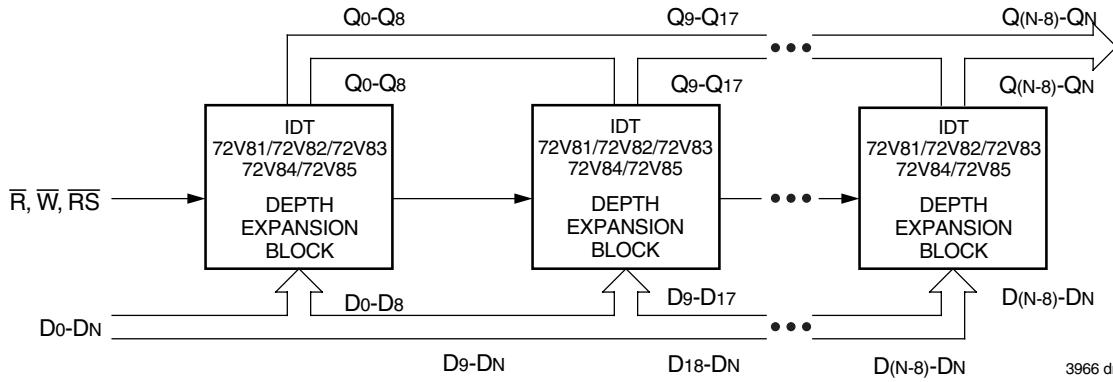 Q0-Q8 Q9-Q17 Q(N-8)-QN
Q0-Q8 Q9-Q17 Q(N-8)-QN
IDT
72V81/72V82/72V83
72V84/72V85
DEPTH
EXPANSION
BLOCK
IDT
72V81/72V82/72V83
72V84/72V85
DEPTH
EXPANSION
BLOCK
IDT
72V81/72V82/72V83
72V84/72V85
DEPTH
EXPANSION
BLOCK
R̅, W̅, R̅S̅
D0-D8 D9-D17 D(N-8)-DN
D0-DN
D9-DN D18-DN D(N-8)-DN
3966 d